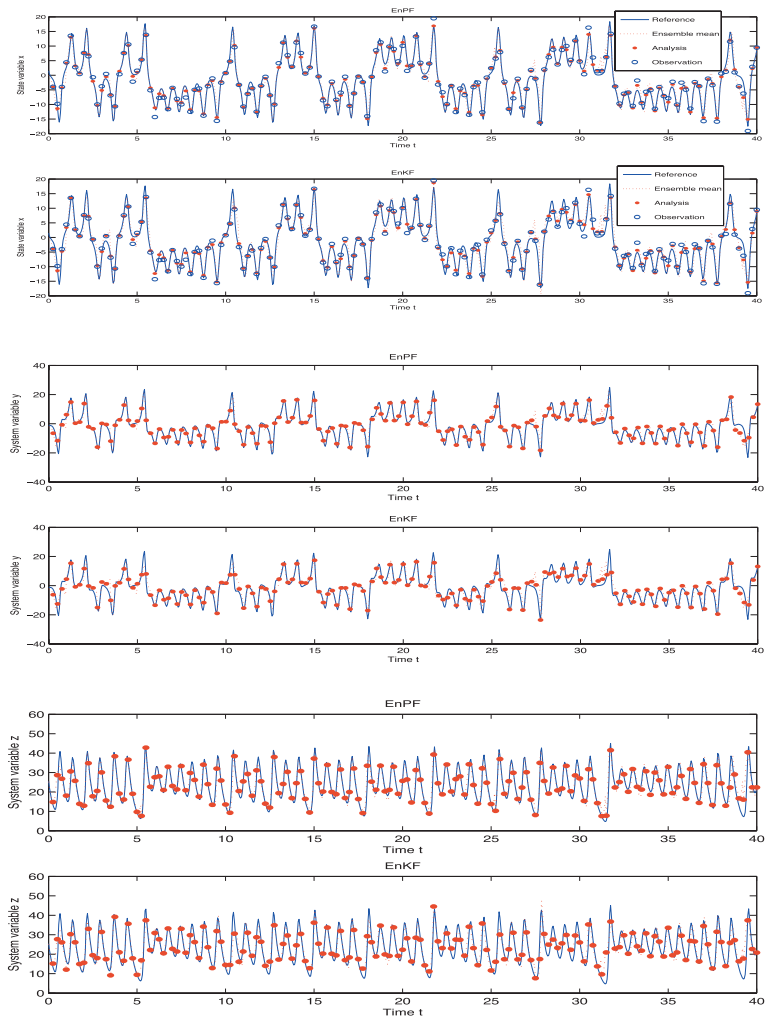 EnPF
20
15
10
5
0
−5
−10
−15
−20
State variable x
0 5 10 15 20 25 30 35 40
Time t
Reference
Ensemble mean
Analysis
Observation
EnKF
20
15
10
5
0
−5
−10
−15
−20
State variable x
0 5 10 15 20 25 30 35 40
Time t
Reference
Ensemble mean
Analysis
Observation
EnPF
40
20
0
−20
−40
System variable y
0 5 10 15 20 25 30 35 40
Time t
EnKF
40
20
0
−20
−40
System variable y
0 5 10 15 20 25 30 35 40
Time t
EnPF
60
50
40
30
20
10
0
System variable z
0 5 10 15 20 25 30 35 40
Time t
EnKF
60
50
40
30
20
10
0
System variable z
0 5 10 15 20 25 30 35 40
Time t